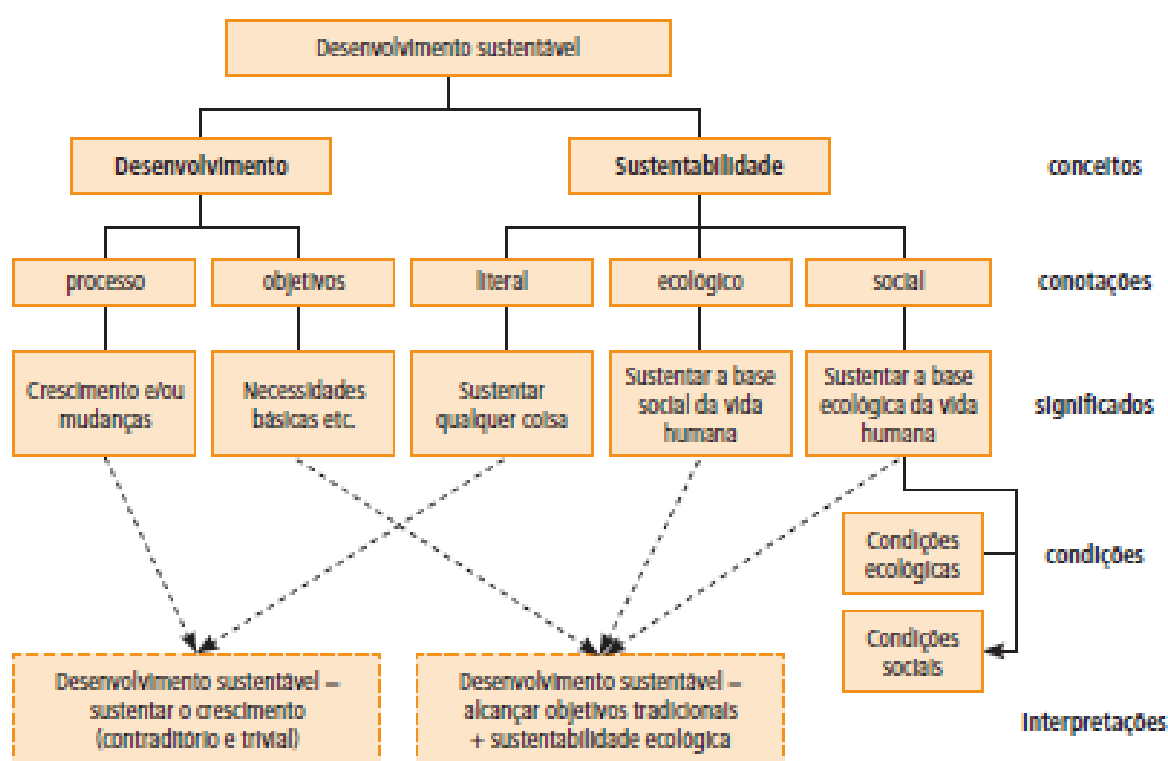 Desenvolvimento sustentável
Desenvolvimento
Sustentabilidade
conceitos
processo
objetivos
literal
ecológico
social
conotações
Crescimento e/ou
mudanças
Necessidades
básicas etc.
Sustentar
qualquer coisa
Sustentar a base
social da vida
humana
Sustentar a base
ecológica da vida
humana
significados
Condições
ecológicas
condições
Condições
sociais
Desenvolvimento sustentável –
sustentar o crescimento
(contraditório e trivial)
Desenvolvimento sustentável –
alcançar objetivos tradicionais
+ sustentabilidade ecológica
Interpretações